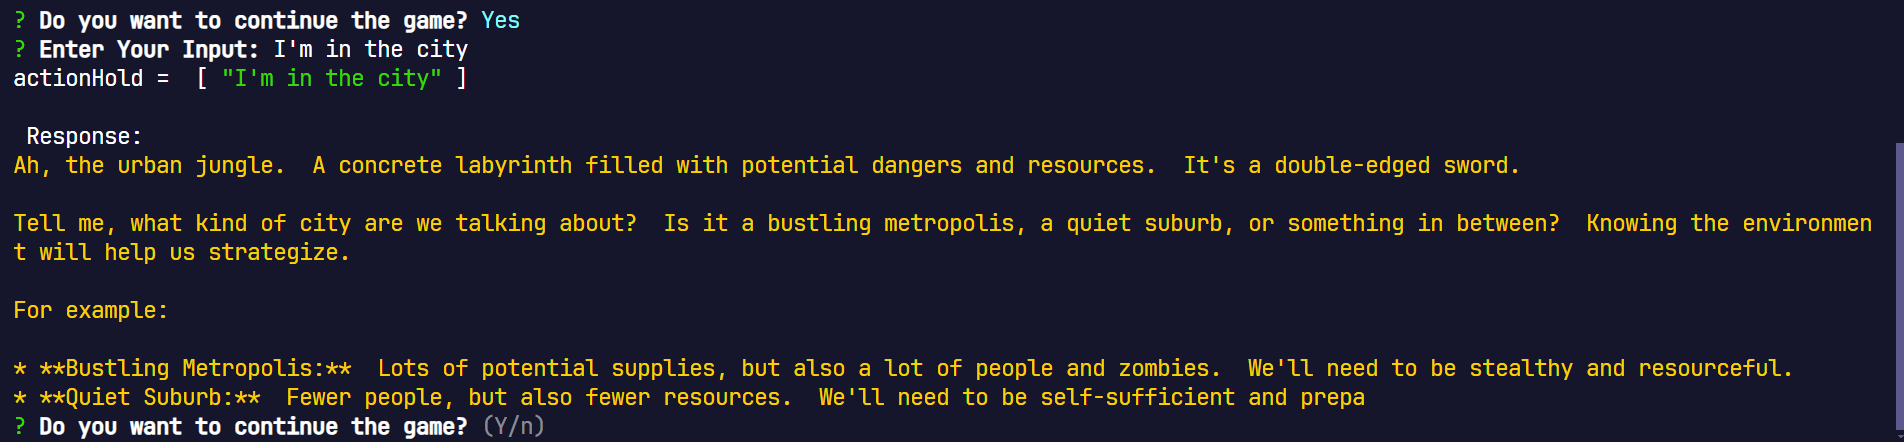 ? Do you want to continue the game? Yes
? Enter Your Input: I'm in the city
actionHold =  [ "I'm in the city" ]
Response:
Ah, the urban jungle.  A concrete labyrinth filled with potential dangers and resources.  It's a double-edged sword.
Tell me, what kind of city are we talking about?  Is it a bustling metropolis, a quiet suburb, or something in between?  Knowing the environmen
t will help us strategize.
For example:
* **Bustling Metropolis:**  Lots of potential supplies, but also a lot of people and zombies.  We'll need to be stealthy and resourceful.
* **Quiet Suburb:**  Fewer people, but also fewer resources.  We'll need to be self-sufficient and prepa
? Do you want to continue the game? (Y/n)